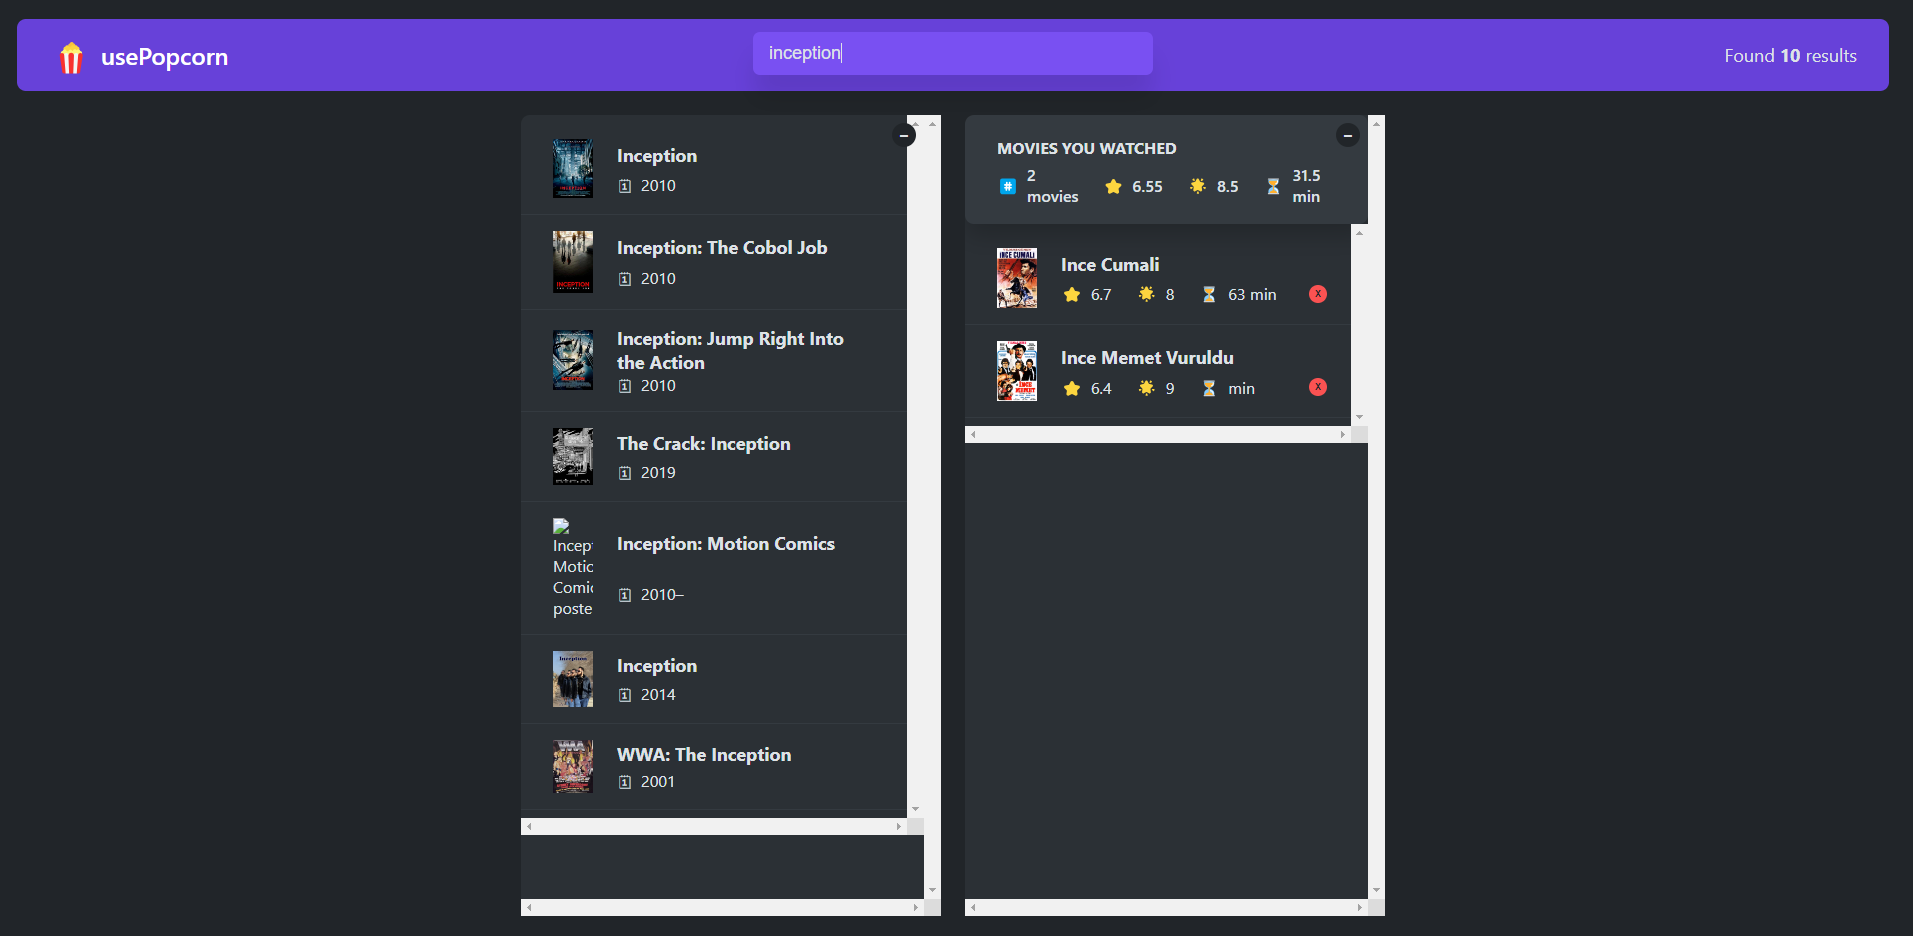 usePopcorn
inception
Found 10 results
Inception
2010
Inception: The Cobol Job
2010
Inception: Jump Right Into
the Action
2010
The Crack: Inception
2019
Incep
Motio
Comi
poste
Inception: Motion Comics
2010–
Inception
2014
WWA: The Inception
2001
MOVIES YOU WATCHED
2
movies
6.55
8.5
31.5
min
INCE CUMALI
Ince Cumali
6.7
8
63 min
X
Ince Memet Vuruldu
6.4
9
min
X